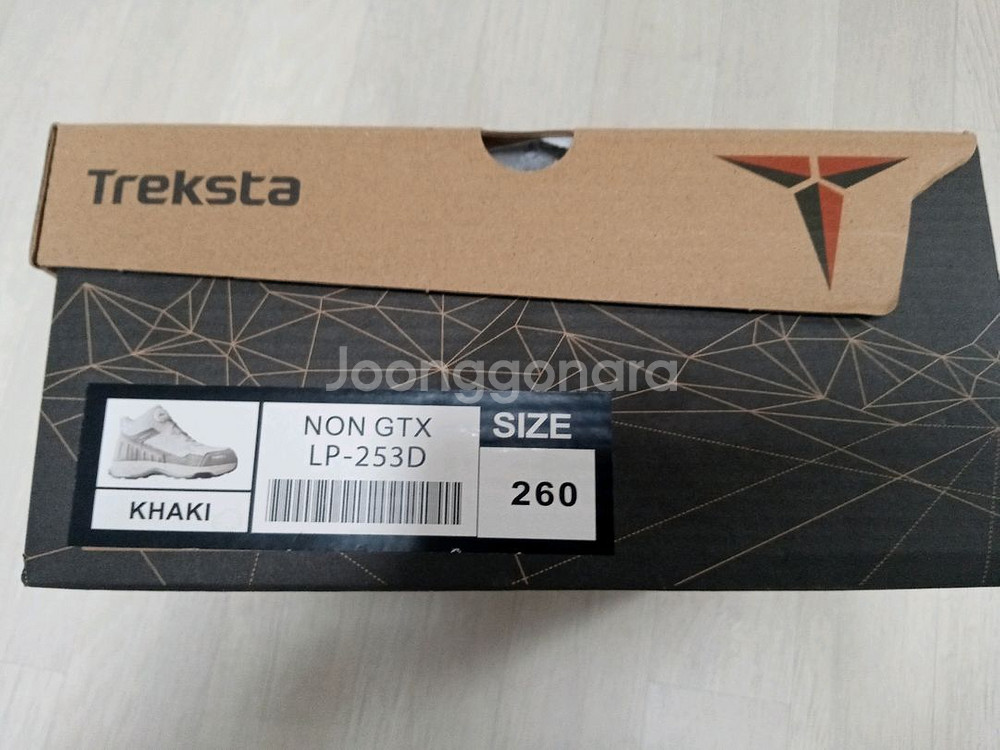 Treksta
Joonggonara
NON GTX
LP-253D
KHAKI
SIZE
260